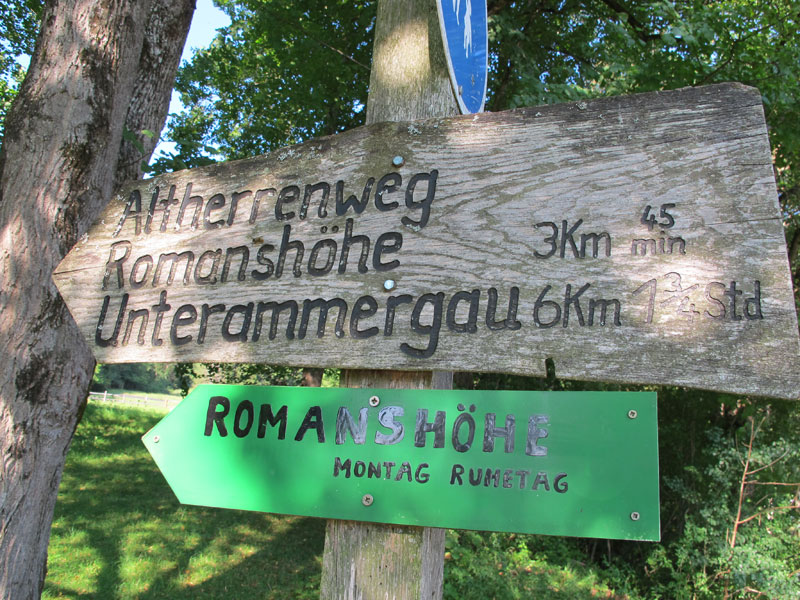 Altherrenweg
Romanshöhe 3Km 45 min
Unterammergau 6Km 1 3/4 Std
ROMANSHÖHE
MONTAG RUHETAG